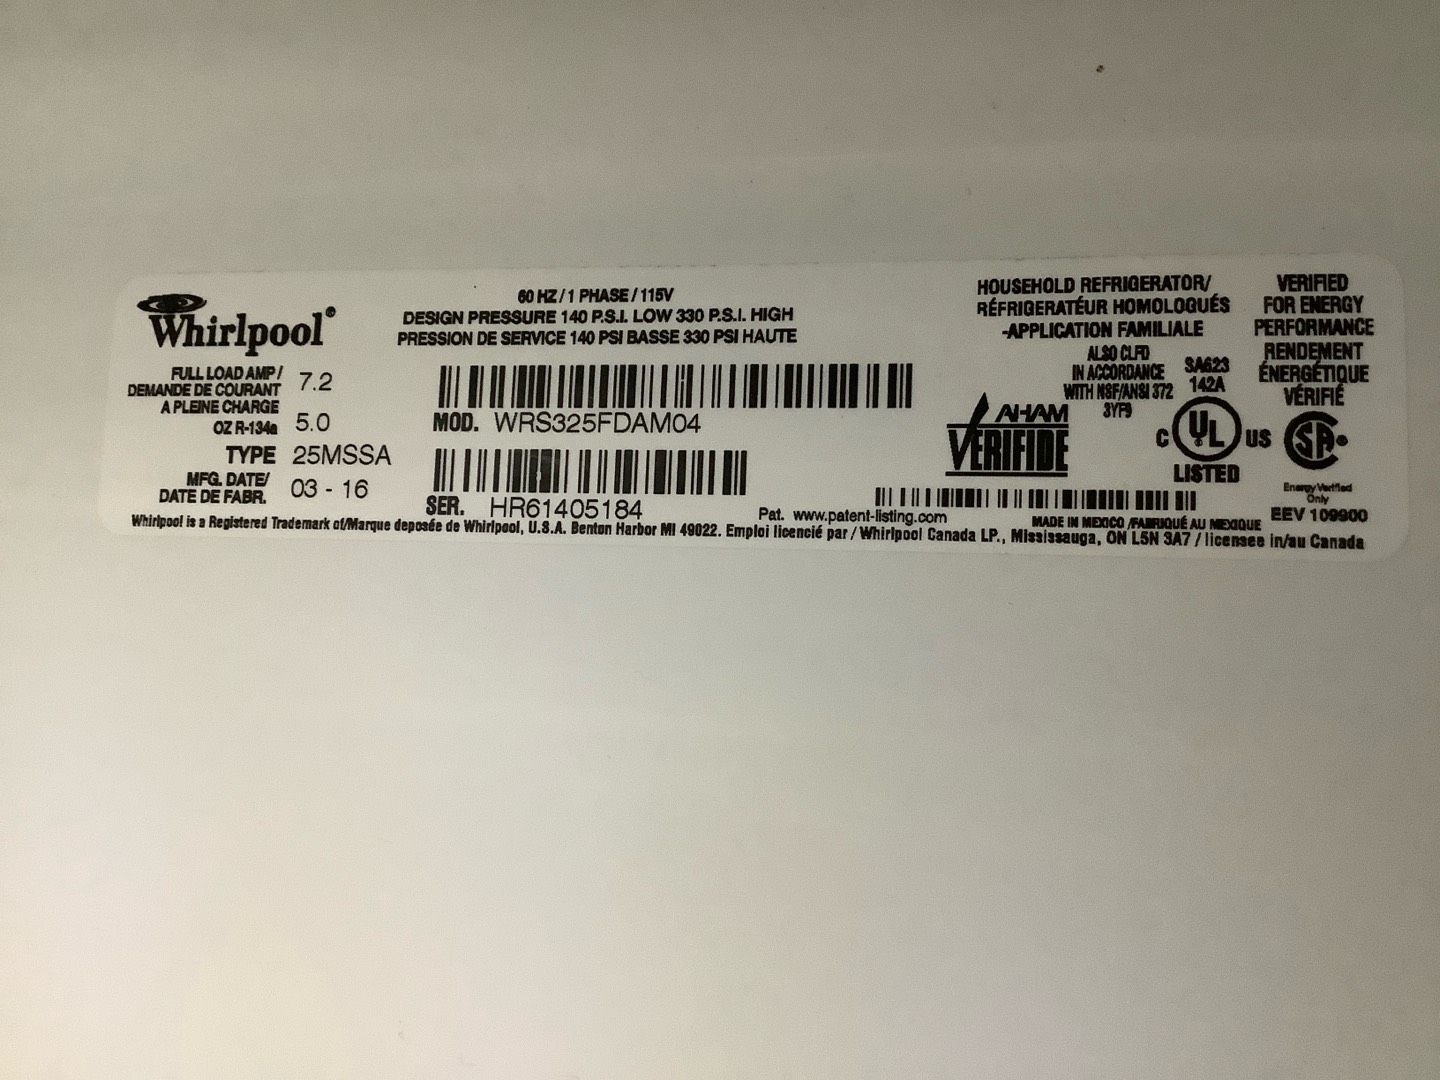 Whirlpool®
60 HZ / 1 PHASE / 115V
DESIGN PRESSURE 140 P.S.I. LOW 330 P.S.I. HIGH
PRESSION DE SERVICE 140 PSI BASSE 330 PSI HAUTE
FULL LOAD AMP /
DEMANDE DE COURANT
A PLEINE CHARGE
7.2
OZ R-134a 5.0
TYPE 25MSSA
MFG. DATE/
DATE DE FABR.
03 - 16
MOD. WRS325FDAM04
SER. HR61405184
HOUSEHOLD REFRIGERATOR/
RÉFRIGERATÉUR HOMOLOGUÉS
-APPLICATION FAMILIALE
ALSO CLFD
IN ACCORDANCE
WITH NSF/ANSI 372
3YF9
SA623
142A
AHAM
VERIFIDE
C UL US
LISTED
VERIFIED
FOR ENERGY
PERFORMANCE
RENDEMENT
ÉNERGÉTIQUE
VÉRIFIÉ
SA
Energy Verified
Only
EEV 109900
Pat. www.patent-listing.com
MADE IN MEXICO /FABRIQUÉ AU MEXIQUE
Whirlpool is a Registered Trademark of/Marque deposée de Whirlpool, U.S.A. Benton Harbor MI 49022. Emploi licencié par / Whirlpool Canada LP., Mississauga, ON L5N 3A7 / licensee in/au Canada